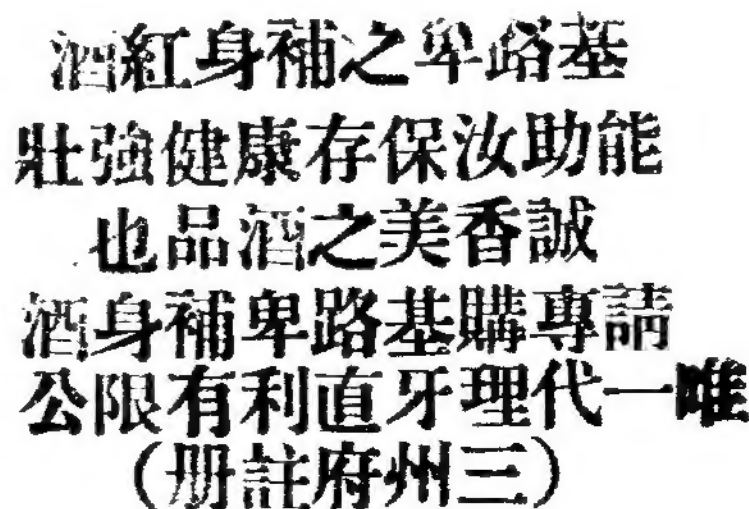 基路卑之補身紅酒
能助汝保存康健強壯
誠香美之酒品也
請專購基路卑補身酒
唯一代理牙直利有限公
(三州府註册)